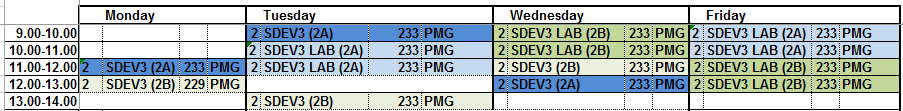 Monday Tuesday Wednesday Friday
9.00-10.00 2 SDEV3 (2A) 233 PMG 2 SDEV3 LAB (2B) 233 PMG 2 SDEV3 LAB (2A) 233 PMG
10.00-11.00 2 SDEV3 LAB (2A) 233 PMG 2 SDEV3 LAB (2B) 233 PMG 2 SDEV3 LAB (2A) 233 PMG
11.00-12.00 2 SDEV3 (2A) 233 PMG 2 SDEV3 LAB (2A) 233 PMG 2 SDEV3 (2B) 233 PMG 2 SDEV3 LAB (2B) 233 PMG
12.00-13.00 2 SDEV3 (2B) 229 PMG 2 SDEV3 (2A) 233 PMG 2 SDEV3 LAB (2B) 233 PMG
13.00-14.00 2 SDEV3 (2B) 233 PMG